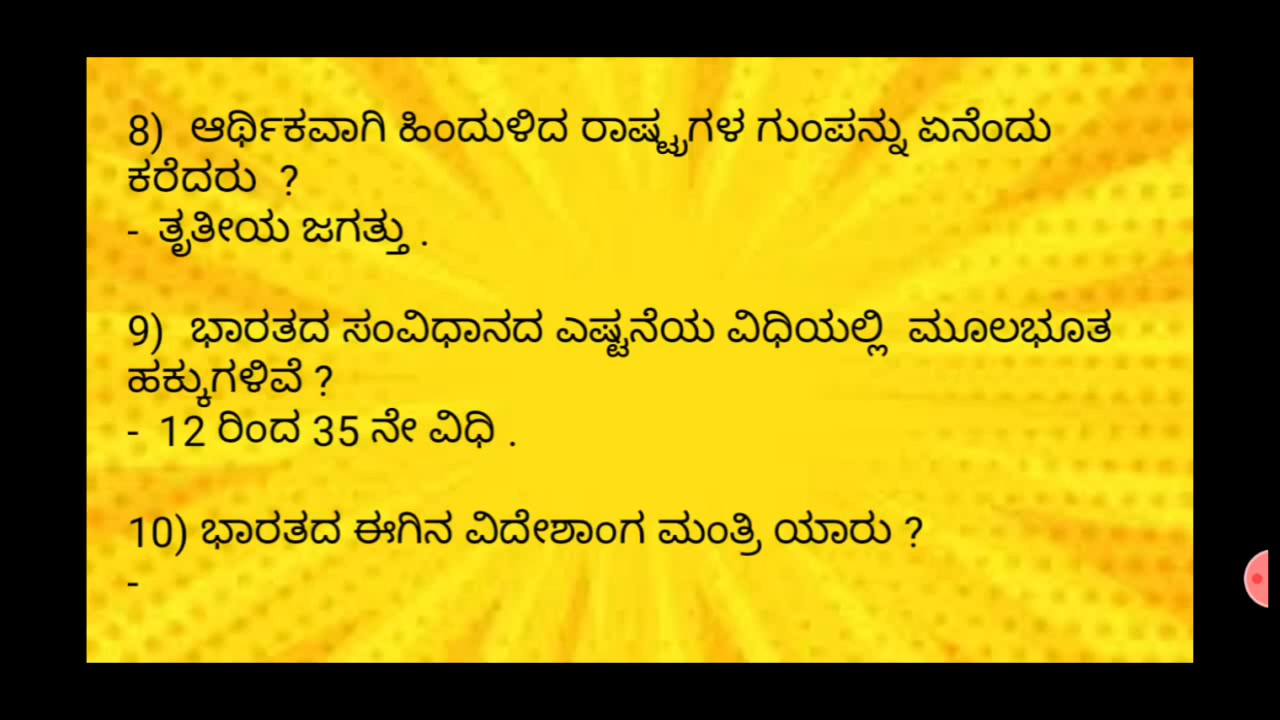 8) ಆರ್ಥಿಕವಾಗಿ ಹಿಂದುಳಿದ ರಾಷ್ಟ್ರಗಳ ಗುಂಪನ್ನು ಏನೆಂದು
ಕರೆದರು ?
- ತೃತೀಯ ಜಗತ್ತು .
9) ಭಾರತದ ಸಂವಿಧಾನದ ಎಷ್ಟನೆಯ ವಿಧಿಯಲ್ಲಿ ಮೂಲಭೂತ
ಹಕ್ಕುಗಳಿವೆ ?
- 12 ರಿಂದ 35 ನೇ ವಿಧಿ .
10) ಭಾರತದ ಈಗಿನ ವಿದೇಶಾಂಗ ಮಂತ್ರಿ ಯಾರು ?
-